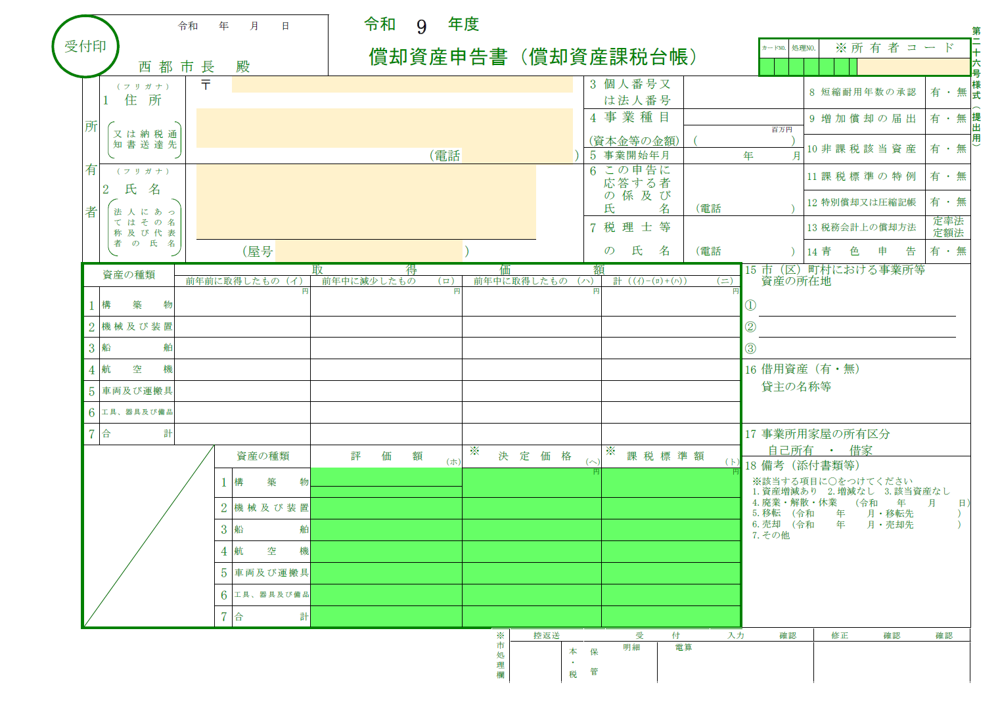 受付印
令和 年 月 日
西都市長 殿
令和 9 年度
償却資産申告書（償却資産課税台帳）
カードNO. 処理NO. ※所有者コード
第二十六号様式（提出用）
所有者
（フリガナ）
1 住所
又は納税通
知書送達先
〒
（電話 ）
（フリガナ）
2 氏名
法人にあっ
てはその名
称及び代表
者の氏名
（屋号 ）
3 個人番号又
は法人番号
4 事業種目
（資本金等の金額）
百万円
（ ）
5 事業開始年月 年 月
6 この申告に
応答する者
の係及び
氏名
（電話 ）
7 税理士等
の氏名
（電話 ）
8 短縮耐用年数の承認 有・無
9 増加償却の届出 有・無
10 非課税該当資産 有・無
11 課税標準の特例 有・無
12 特別償却又は圧縮記帳 有・無
13 税務会計上の償却方法 定率法
定額法
14 青色申告 有・無
資産の種類 取得価額
前年前に取得したもの（イ） 前年中に減少したもの （ロ） 前年中に取得したもの （ハ） 計（(ｲ)−(ﾛ)+(ﾊ)） （ニ）
円 円 円 円
1 構築物
2 機械及び装置
3 船舶
4 航空機
5 車両及び運搬具
6 工具、器具及び備品
7 合計
資産の種類 評価額 （ホ） ※ 決定価格 （ヘ） ※ 課税標準額 （ト）
円 円
1 構築物
2 機械及び装置
3 船舶
4 航空機
5 車両及び運搬具
6 工具、器具及び備品
7 合計
15 市（区）町村における事業所等
資産の所在地
①
②
③
16 借用資産（有・無）
貸主の名称等
17 事業所用家屋の所有区分
自己所有 ・ 借家
18 備考（添付書類等）
※該当する項目に○をつけてください
1.資産増減あり 2.増減なし 3.該当資産なし
4.廃業・解散・休業 （令和 年 月 日）
5.移転 （令和 年 月・移転先 ）
6.売却 （令和 年 月・売却先 ）
7.その他
※市処理欄
控返送 受付 入力 確認 修正 確認 確認
本・税 保管 明細 電算